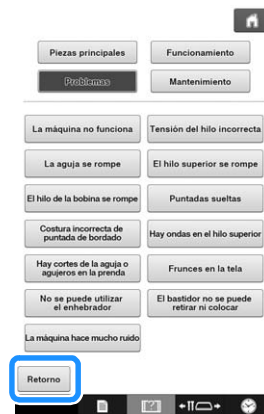 Piezas principales
Funcionamiento
Problemas
Mantenimiento
La máquina no funciona
Tensión del hilo incorrecta
La aguja se rompe
El hilo superior se rompe
El hilo de la bobina se rompe
Puntadas sueltas
Costura incorrecta de
puntada de bordado
Hay ondas en el hilo superior
Hay cortes de la aguja o
agujeros en la prenda
Frunces en la tela
No se puede utilizar
el enhebrador
El bastidor no se puede
retirar ni colocar
La máquina hace mucho ruido
Retorno